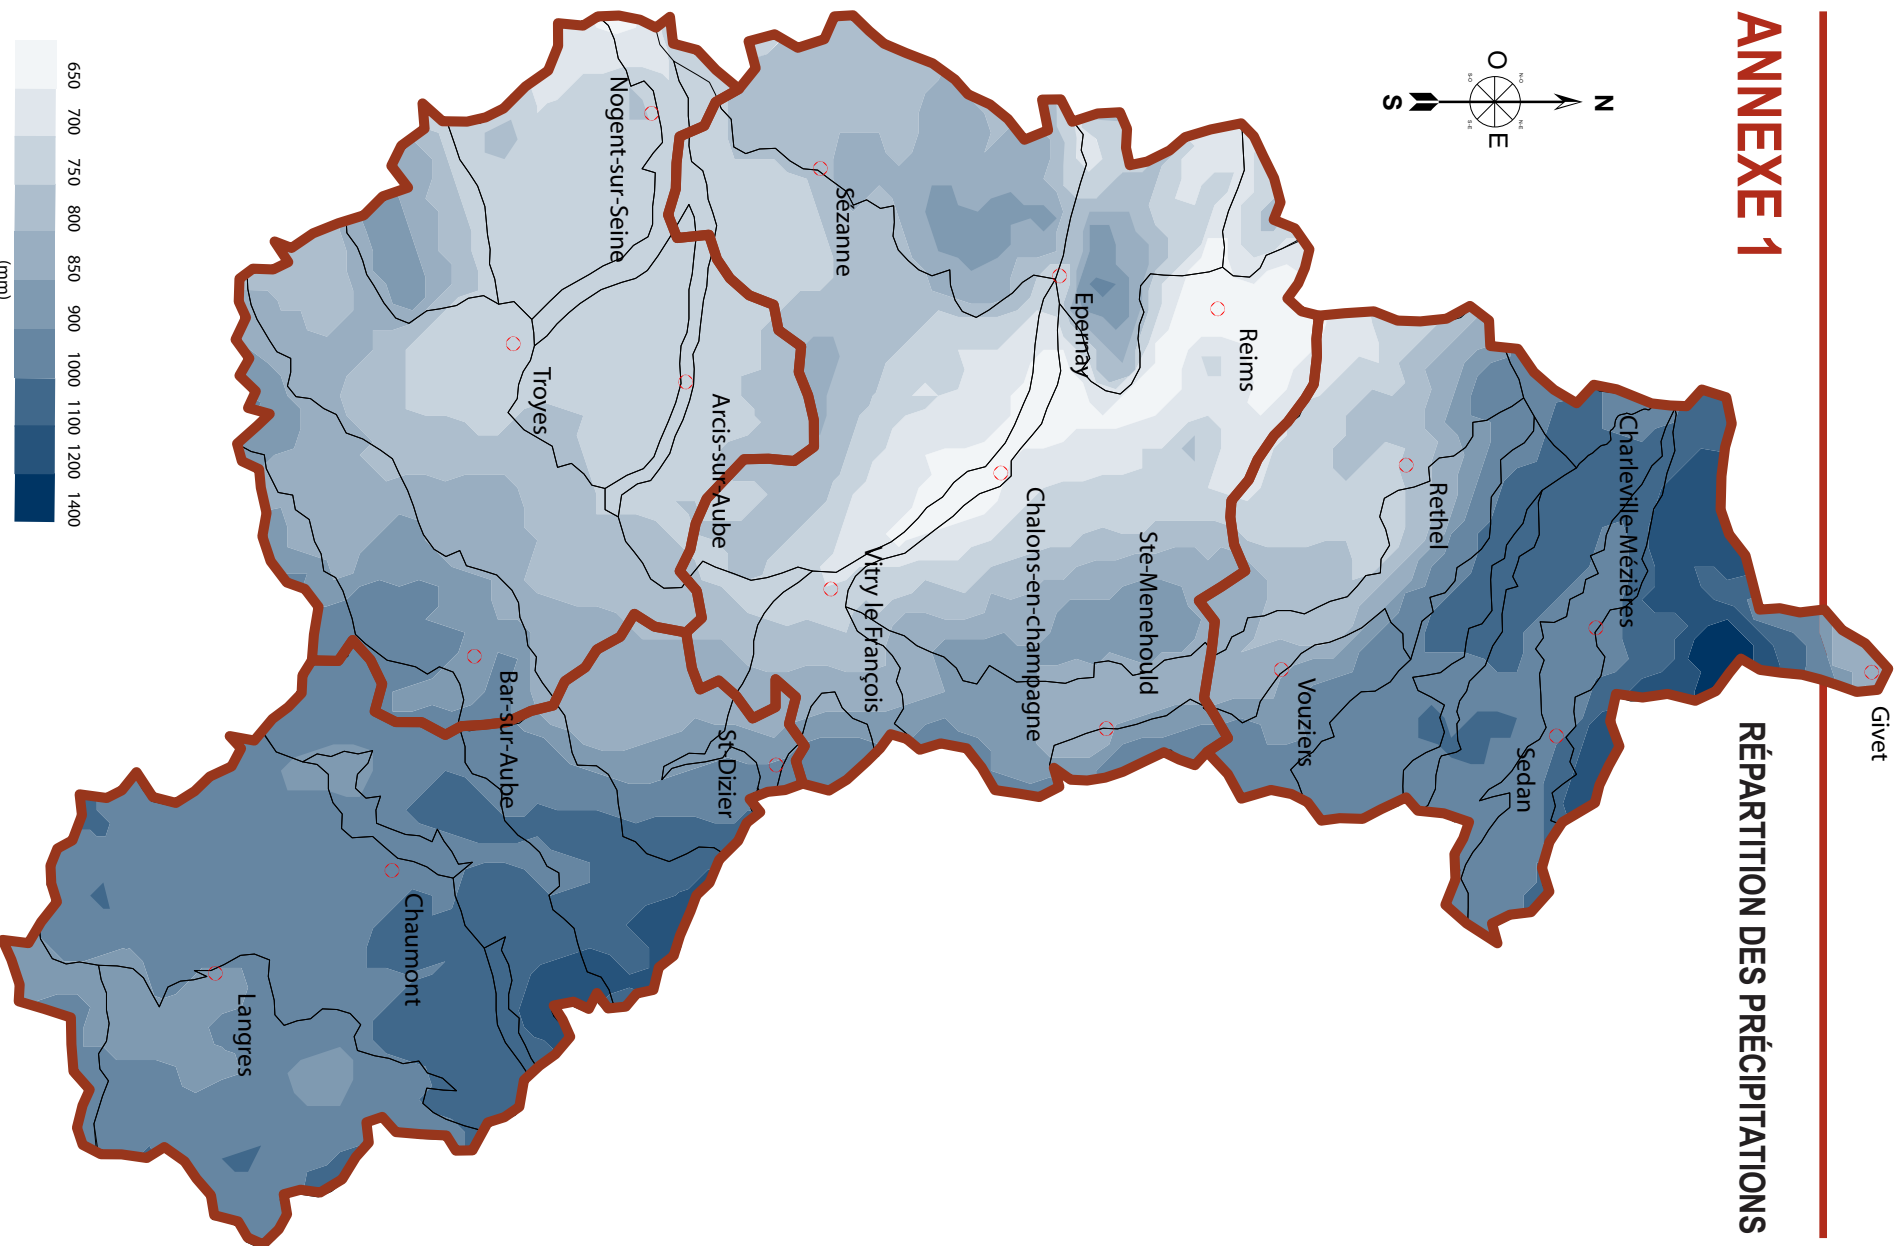 ANNEXE 1
RÉPARTITION DES PRÉCIPITATIONS
N
S
O
E
N-O
N-E
S-O
S-E
Givet
Charleville-Mézières
Sedan
Rethel
Vouziers
Reims
Ste-Menehould
Epernay
Chalons-en-champagne
Vitry le François
Sézanne
St-Dizier
Arcis-sur-Aube
Nogent-sur-Seine
Troyes
Bar-sur-Aube
Chaumont
Langres
650
700
750
800
850
900
1000
1100
1200
1400
(mm)